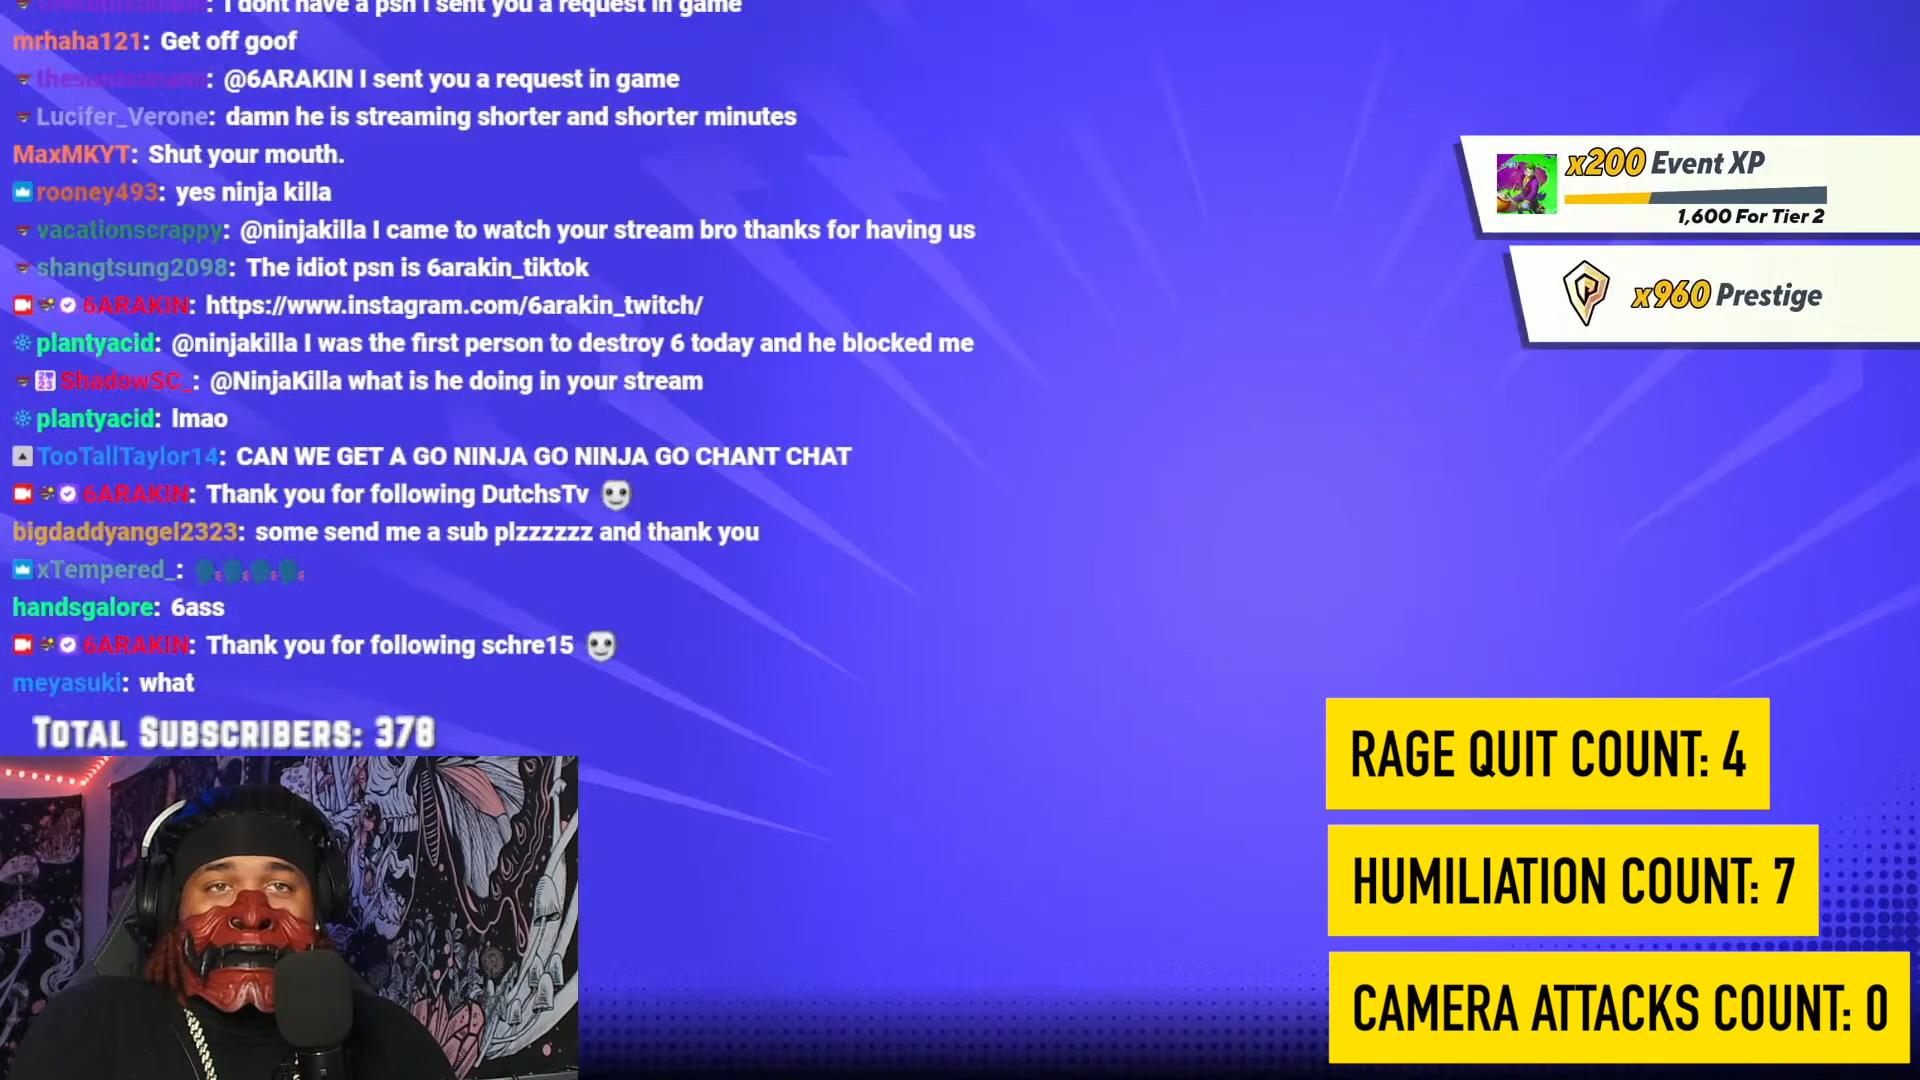 : I dont have a psn I sent you a request in game
mrhaha121: Get off goof
: @6ARAKIN I sent you a request in game
Lucifer_Verone: damn he is streaming shorter and shorter minutes
MaxMKYT: Shut your mouth.
rooney493: yes ninja killa
vacationscrappy: @ninjakilla I came to watch your stream bro thanks for having us
shangtsung2098: The idiot psn is 6arakin_tiktok
6ARAKIN: https://www.instagram.com/6arakin_twitch/
plantyacid: @ninjakilla I was the first person to destroy 6 today and he blocked me
ShadowSC_: @NinjaKilla what is he doing in your stream
plantyacid: lmao
TooTallTaylor14: CAN WE GET A GO NINJA GO NINJA GO CHANT CHAT
6ARAKIN: Thank you for following DutchsTv
bigdaddyangel2323: some send me a sub plzzzzzz and thank you
xTempered_:
handsgalore: 6ass
6ARAKIN: Thank you for following schre15
meyasuki: what
TOTAL SUBSCRIBERS: 378
x200 Event XP
1,600 For Tier 2
x960 Prestige
RAGE QUIT COUNT: 4
HUMILIATION COUNT: 7
CAMERA ATTACKS COUNT: 0